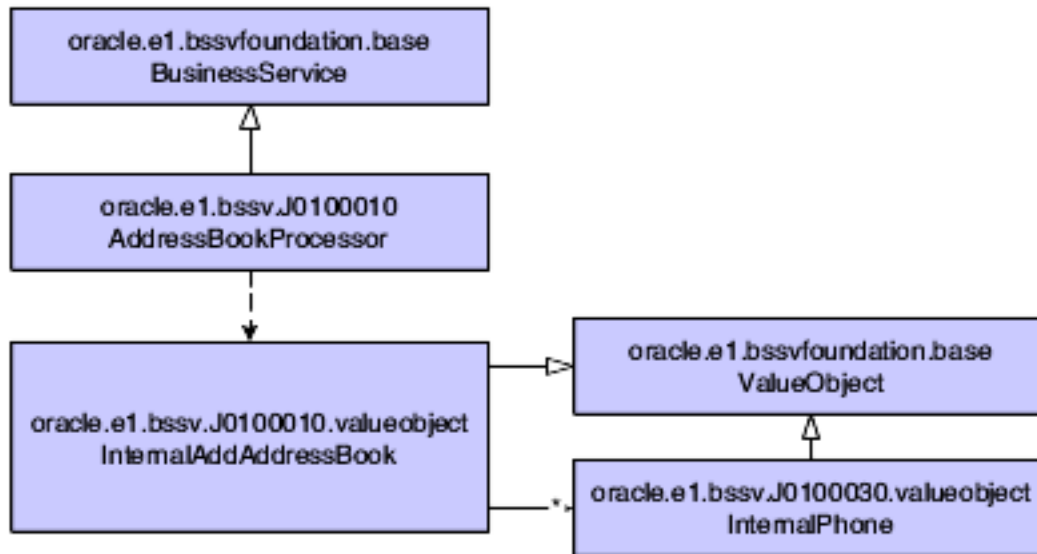 oracle.e1.bssvfoundation.base
BusinessService
oracle.e1.bssv.J0100010
AddressBookProcessor
oracle.e1.bssv.J0100010.valueobject
InternalAddAddressBook
oracle.e1.bssvfoundation.base
ValueObject
*
oracle.e1.bssv.J0100030.valueobject
InternalPhone